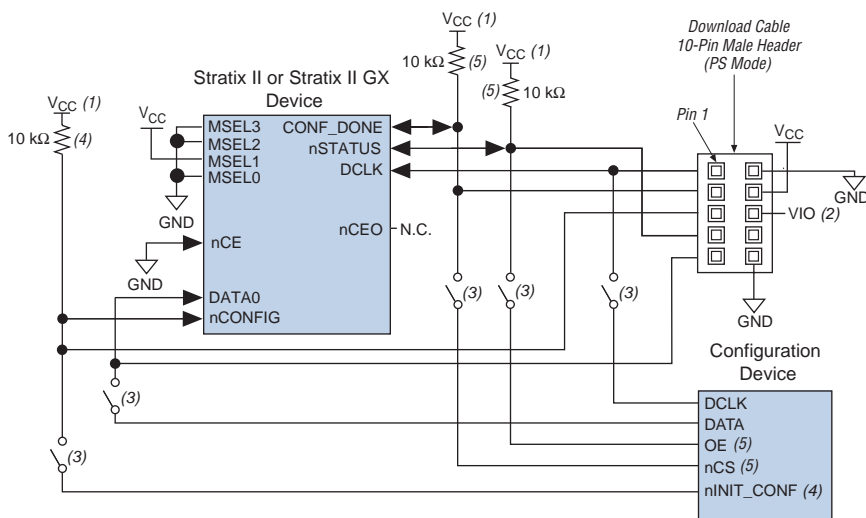 VCC (1)
10 kΩ
(5)
VCC (1)
(5)
10 kΩ
Download Cable
10-Pin Male Header
(PS Mode)
Stratix II or Stratix II GX
Device
VCC (1)
10 kΩ
(4)
VCC
MSEL3
MSEL2
MSEL1
MSEL0
GND
CONF_DONE
nSTATUS
DCLK
Pin 1
VCC
GND
VIO (2)
nCE
GND
nCEO
N.C.
DATA0
nCONFIG
(3)
(3)
(3)
GND
Configuration
Device
(3)
(3)
DCLK
DATA
OE (5)
nCS (5)
nINIT_CONF (4)